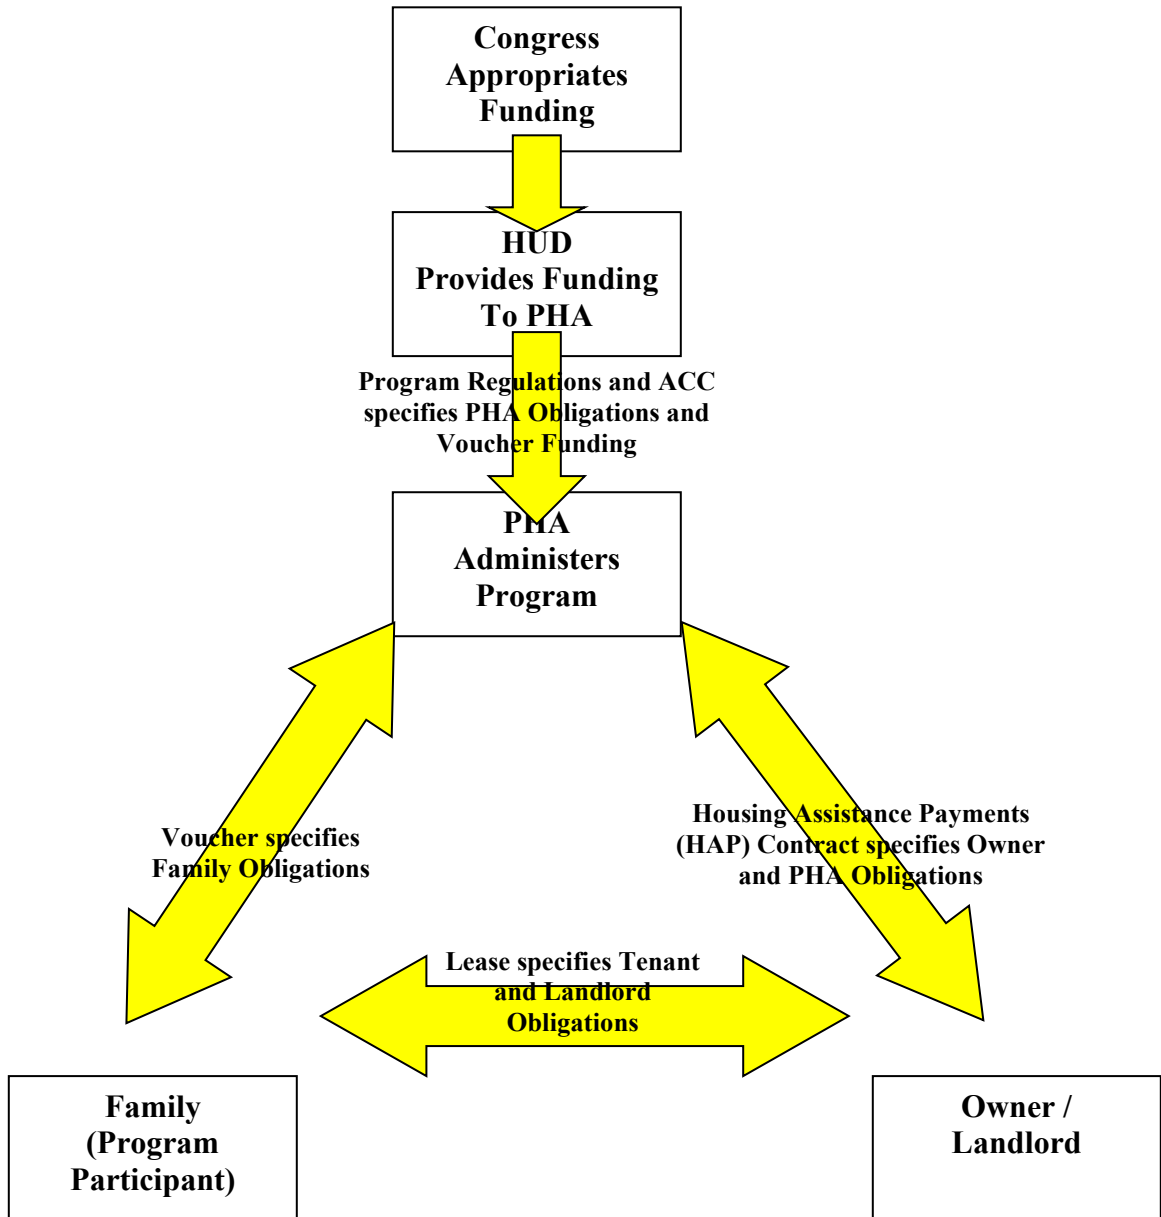 Congress
Appropriates
Funding
HUD
Provides Funding
To PHA
Program Regulations and ACC
specifies PHA Obligations and
Voucher Funding
PHA
Administers
Program
Voucher specifies
Family Obligations
Housing Assistance Payments
(HAP) Contract specifies Owner
and PHA Obligations
Lease specifies Tenant
and Landlord
Obligations
Family
(Program
Participant)
Owner /
Landlord